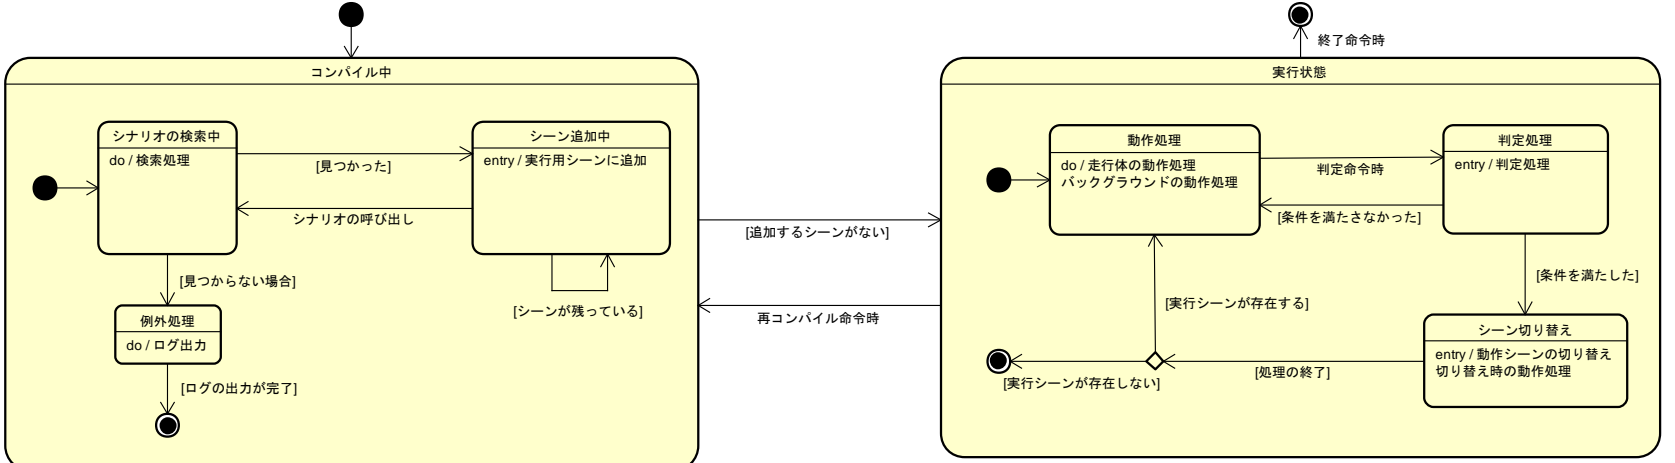 終了命令時
コンパイル中
シナリオの検索中
do / 検索処理
[見つかった]
シーン追加中
entry / 実行用シーンに追加
シナリオの呼び出し
[見つからない場合]
[シーンが残っている]
例外処理
do / ログ出力
[ログの出力が完了]
[追加するシーンがない]
再コンパイル命令時
実行状態
動作処理
do / 走行体の動作処理
バックグラウンドの動作処理
判定命令時
判定処理
entry / 判定処理
[条件を満たさなかった]
[条件を満たした]
[実行シーンが存在する]
シーン切り替え
entry / 動作シーンの切り替え
切り替え時の動作処理
[処理の終了]
[実行シーンが存在しない]